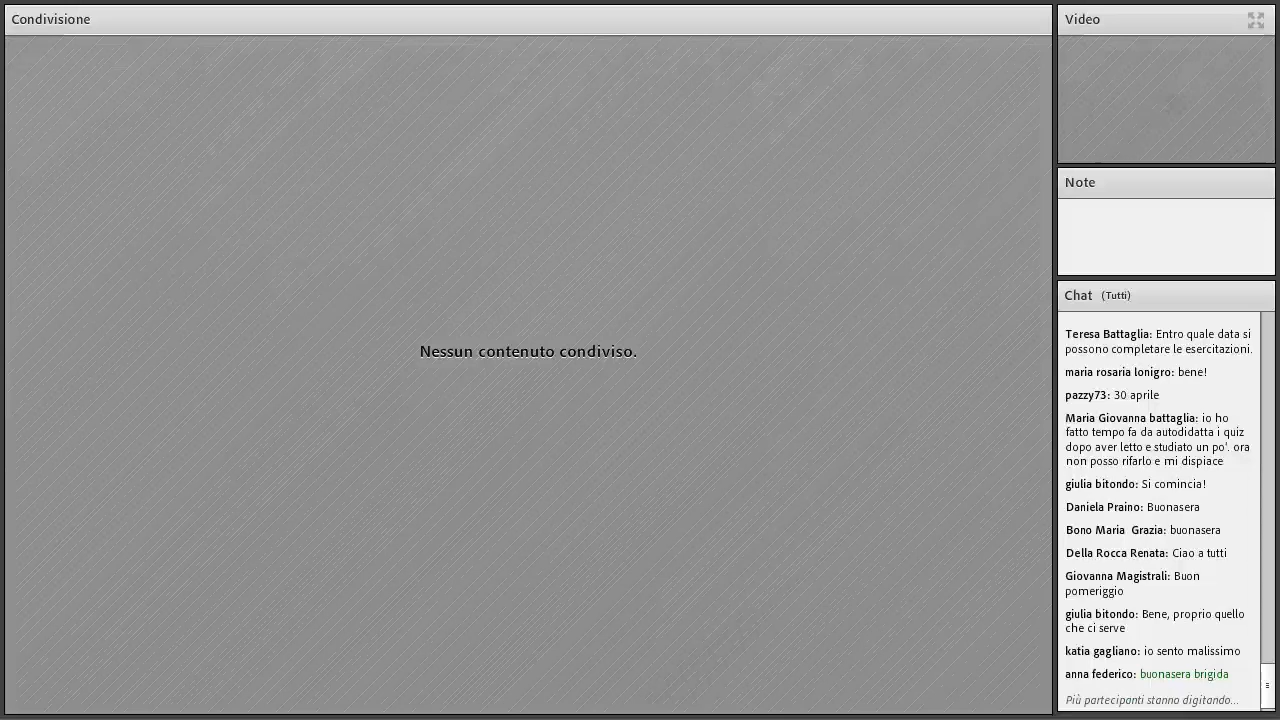 Condivisione
Nessun contenuto condiviso.
Video
Note
Chat (Tutti)
Teresa Battaglia: Entro quale data si
possono completare le esercitazioni.
maria rosaria lonigro: bene!
pazzy73: 30 aprile
Maria Giovanna battaglia: io ho
fatto tempo fa da autodidatta i quiz
dopo aver letto e studiato un po'. ora
non posso rifarlo e mi dispiace
giulia bitondo: Si comincia!
Daniela Praino: Buonasera
Bono Maria Grazia: buonasera
Della Rocca Renata: Ciao a tutti
Giovanna Magistrali: Buon
pomeriggio
giulia bitondo: Bene, proprio quello
che ci serve
katia gagliano: io sento malissimo
anna federico: buonasera brigida
Più partecipanti stanno digitando...